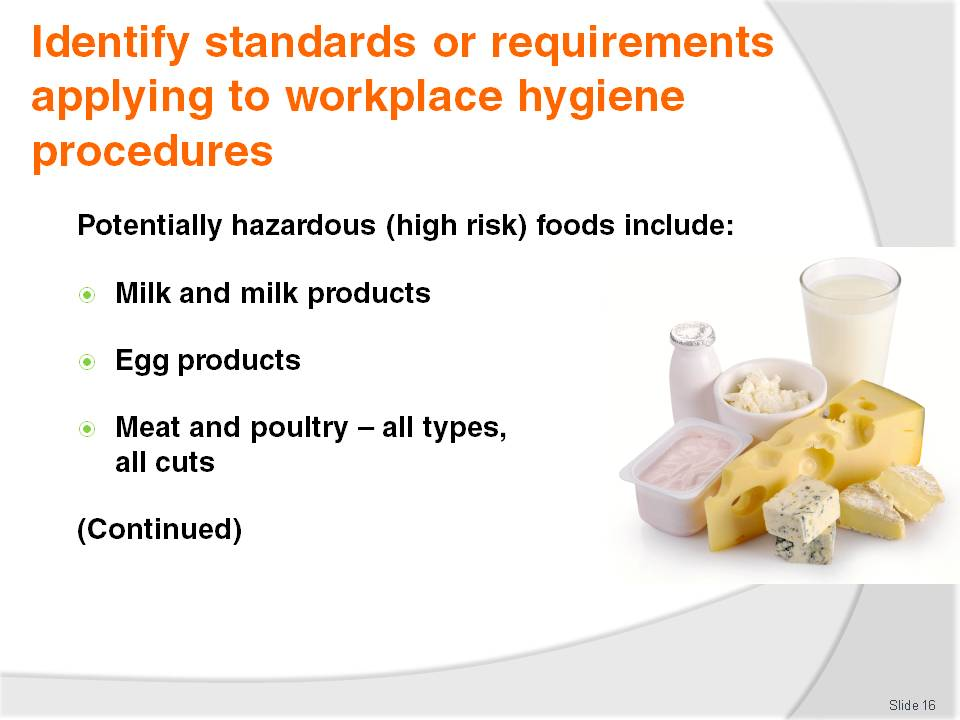 Identify standards or requirements
applying to workplace hygiene
procedures
Potentially hazardous (high risk) foods include:
Milk and milk products
Egg products
Meat and poultry – all types,
all cuts
(Continued)
Slide 16